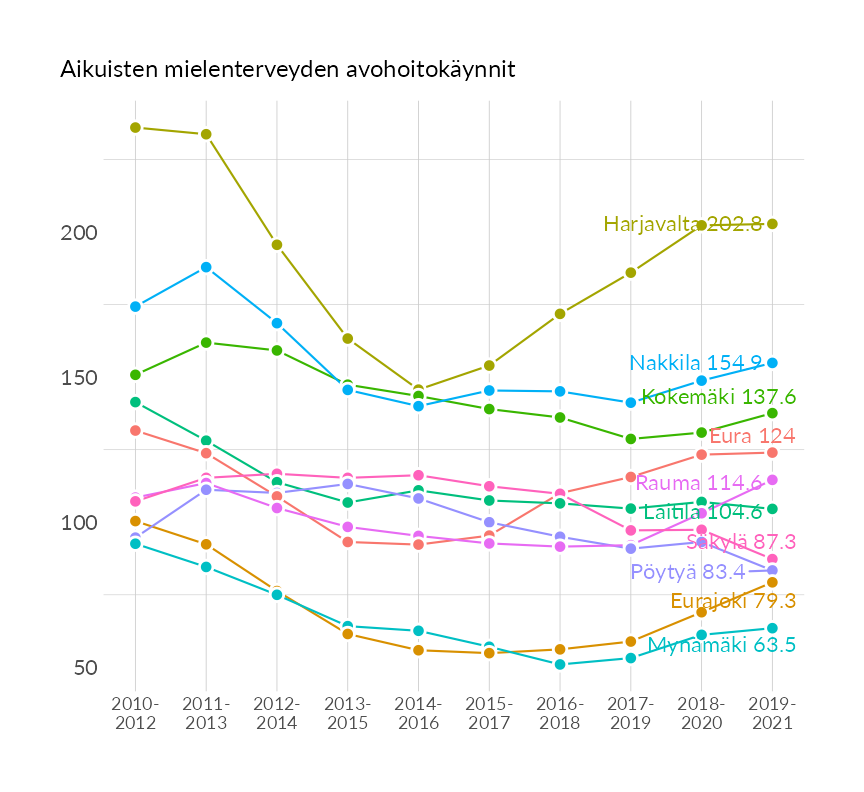 Aikuisten mielenterveyden avohoitokäynnit
200
150
100
50
Harjavalta 202.8
Nakkila 154.9
Kokemäki 137.6
Eura 124
Rauma 114.6
Laitila 104.6
Säkylä 87.3
Pöytyä 83.4
Eurajoki 79.3
Mynämäki 63.5
2010- 2011- 2012- 2013- 2014- 2015- 2016- 2017- 2018- 2019-
2012 2013 2014 2015 2016 2017 2018 2019 2020 2021